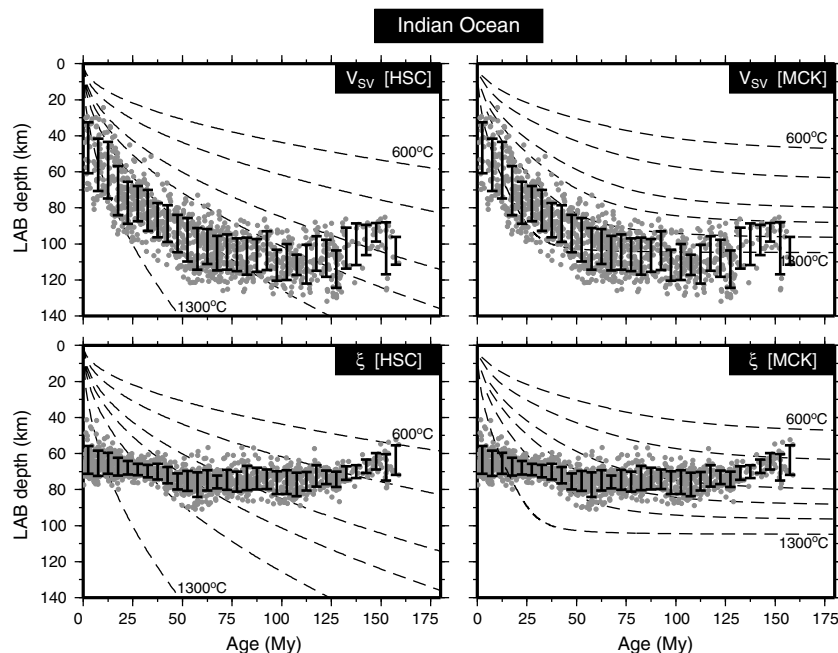 Indian Ocean
V_SV [HSC]
V_SV [MCK]
LAB depth (km)
0
20
40
60
80
100
120
140
600°C
1300°C
600°C
1300°C
ξ [HSC]
ξ [MCK]
LAB depth (km)
0
20
40
60
80
100
120
140
600°C
1300°C
600°C
1300°C
0 25 50 75 100 125 150 175
0 25 50 75 100 125 150 175
Age (My)
Age (My)